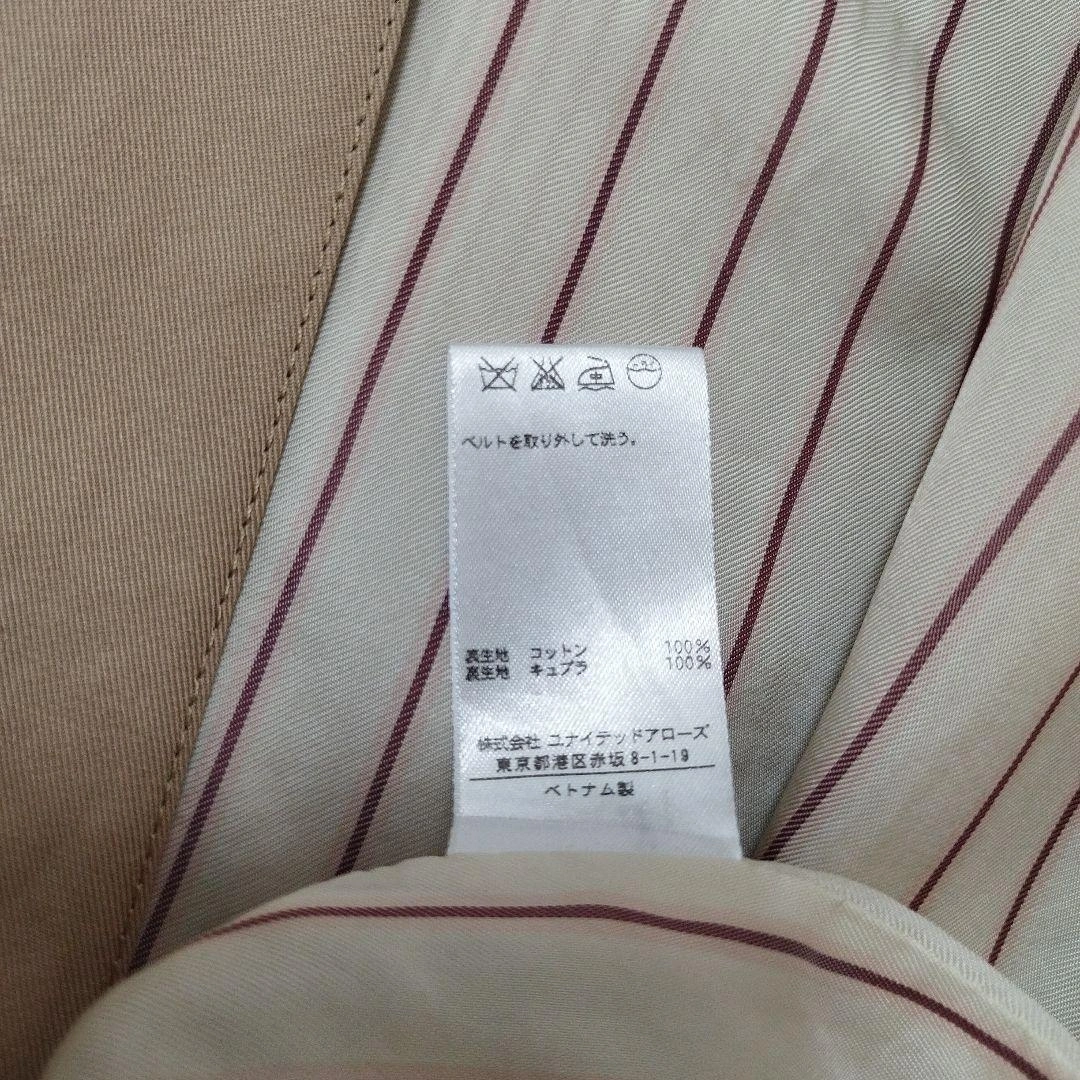 中
ベルトを取り外して洗う。
表生地 コットン 100%
裏生地 キュプラ 100%
株式会社 ユナイテッドアローズ
東京都港区赤坂8-1-19
ベトナム製